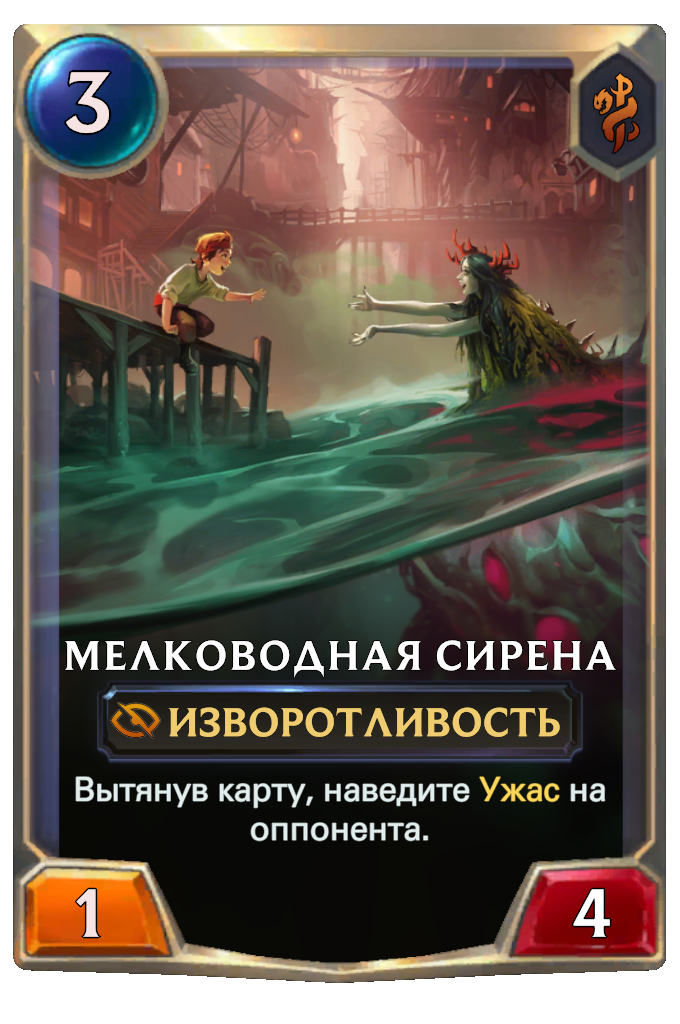 3
МЕЛКОВОДНАЯ СИРЕНА
ИЗВОРОТЛИВОСТЬ
Вытянув карту, наведите Ужас на
оппонента.
1
4